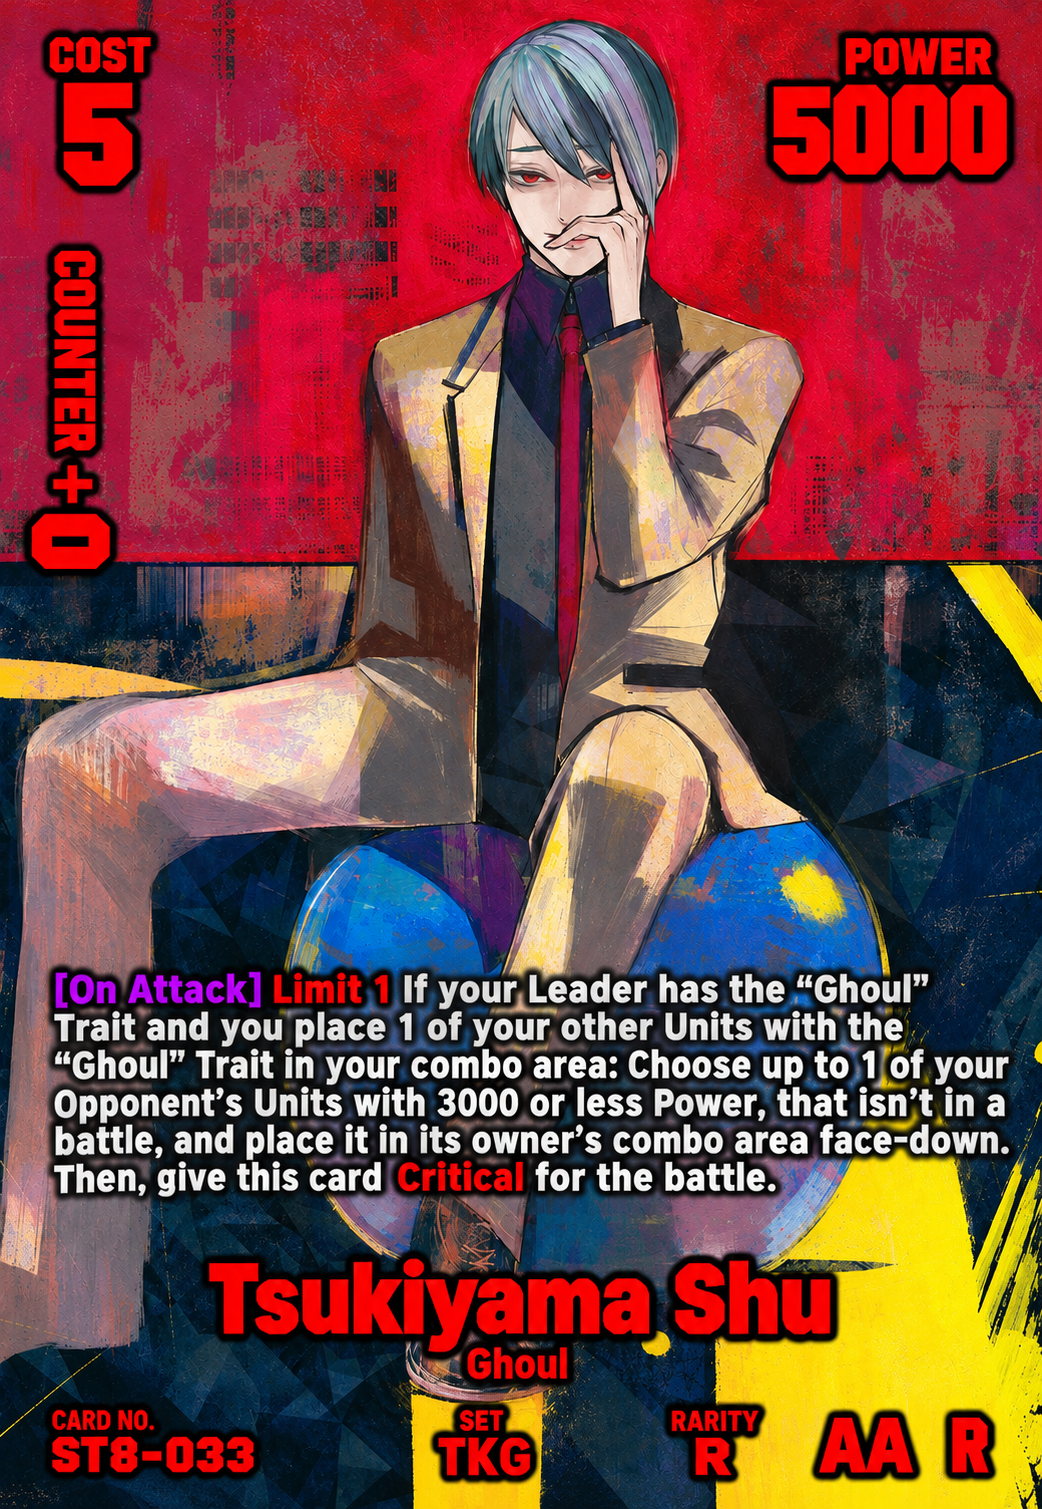 COST
5
POWER
5000
COUNTER+0
[On Attack] Limit 1 If your Leader has the “Ghoul”
Trait and you place 1 of your other Units with the
“Ghoul” Trait in your combo area: Choose up to 1 of your
Opponent’s Units with 3000 or less Power, that isn’t in a
battle, and place it in its owner’s combo area face-down.
Then, give this card Critical for the battle.
Tsukiyama Shu
Ghoul
CARD NO.
ST8-033
SET
TKG
RARITY
R
AA R